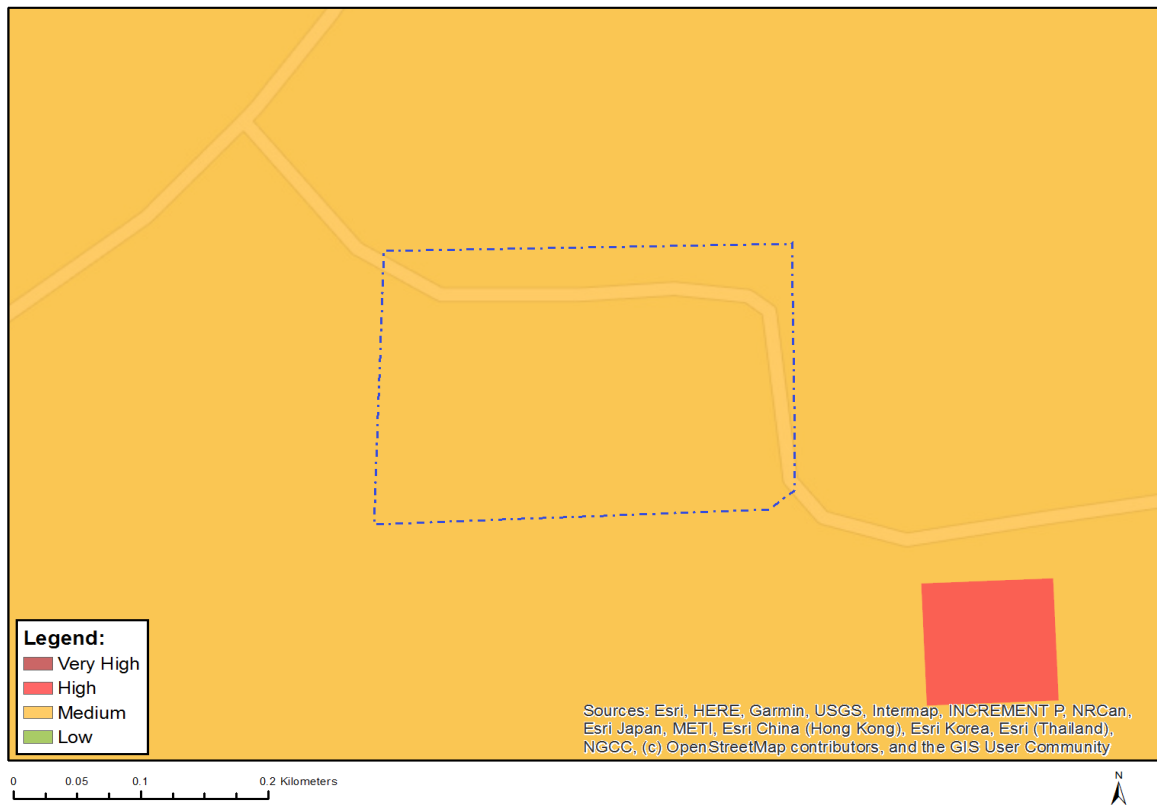 Legend:
Very High
High
Medium
Low
Sources: Esri, HERE, Garmin, USGS, Intermap, INCREMENT P, NRCan,
Esri Japan, METI, Esri China (Hong Kong), Esri Korea, Esri (Thailand),
NGCC, (c) OpenStreetMap contributors, and the GIS User Community
0 0.05 0.1 0.2 Kilometers
N